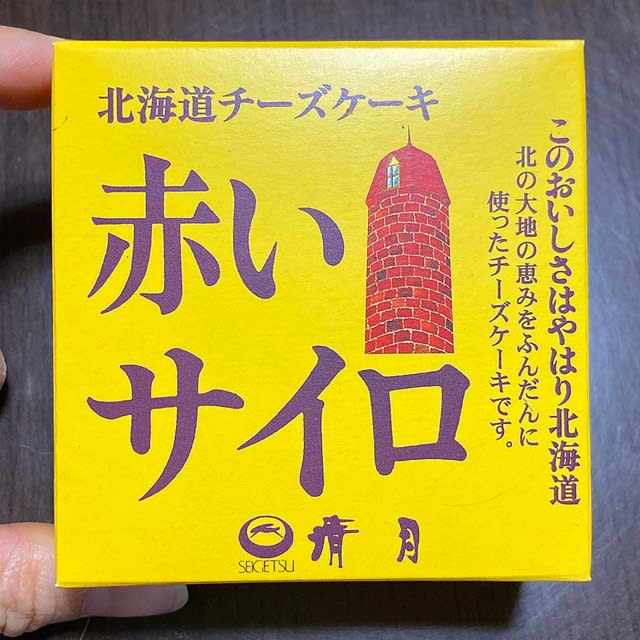 北海道チーズケーキ
赤い
サイロ
このおいしさはやはり北海道
北の大地の恵みをふんだんに
使ったチーズケーキです。
SEIGETSU
清月